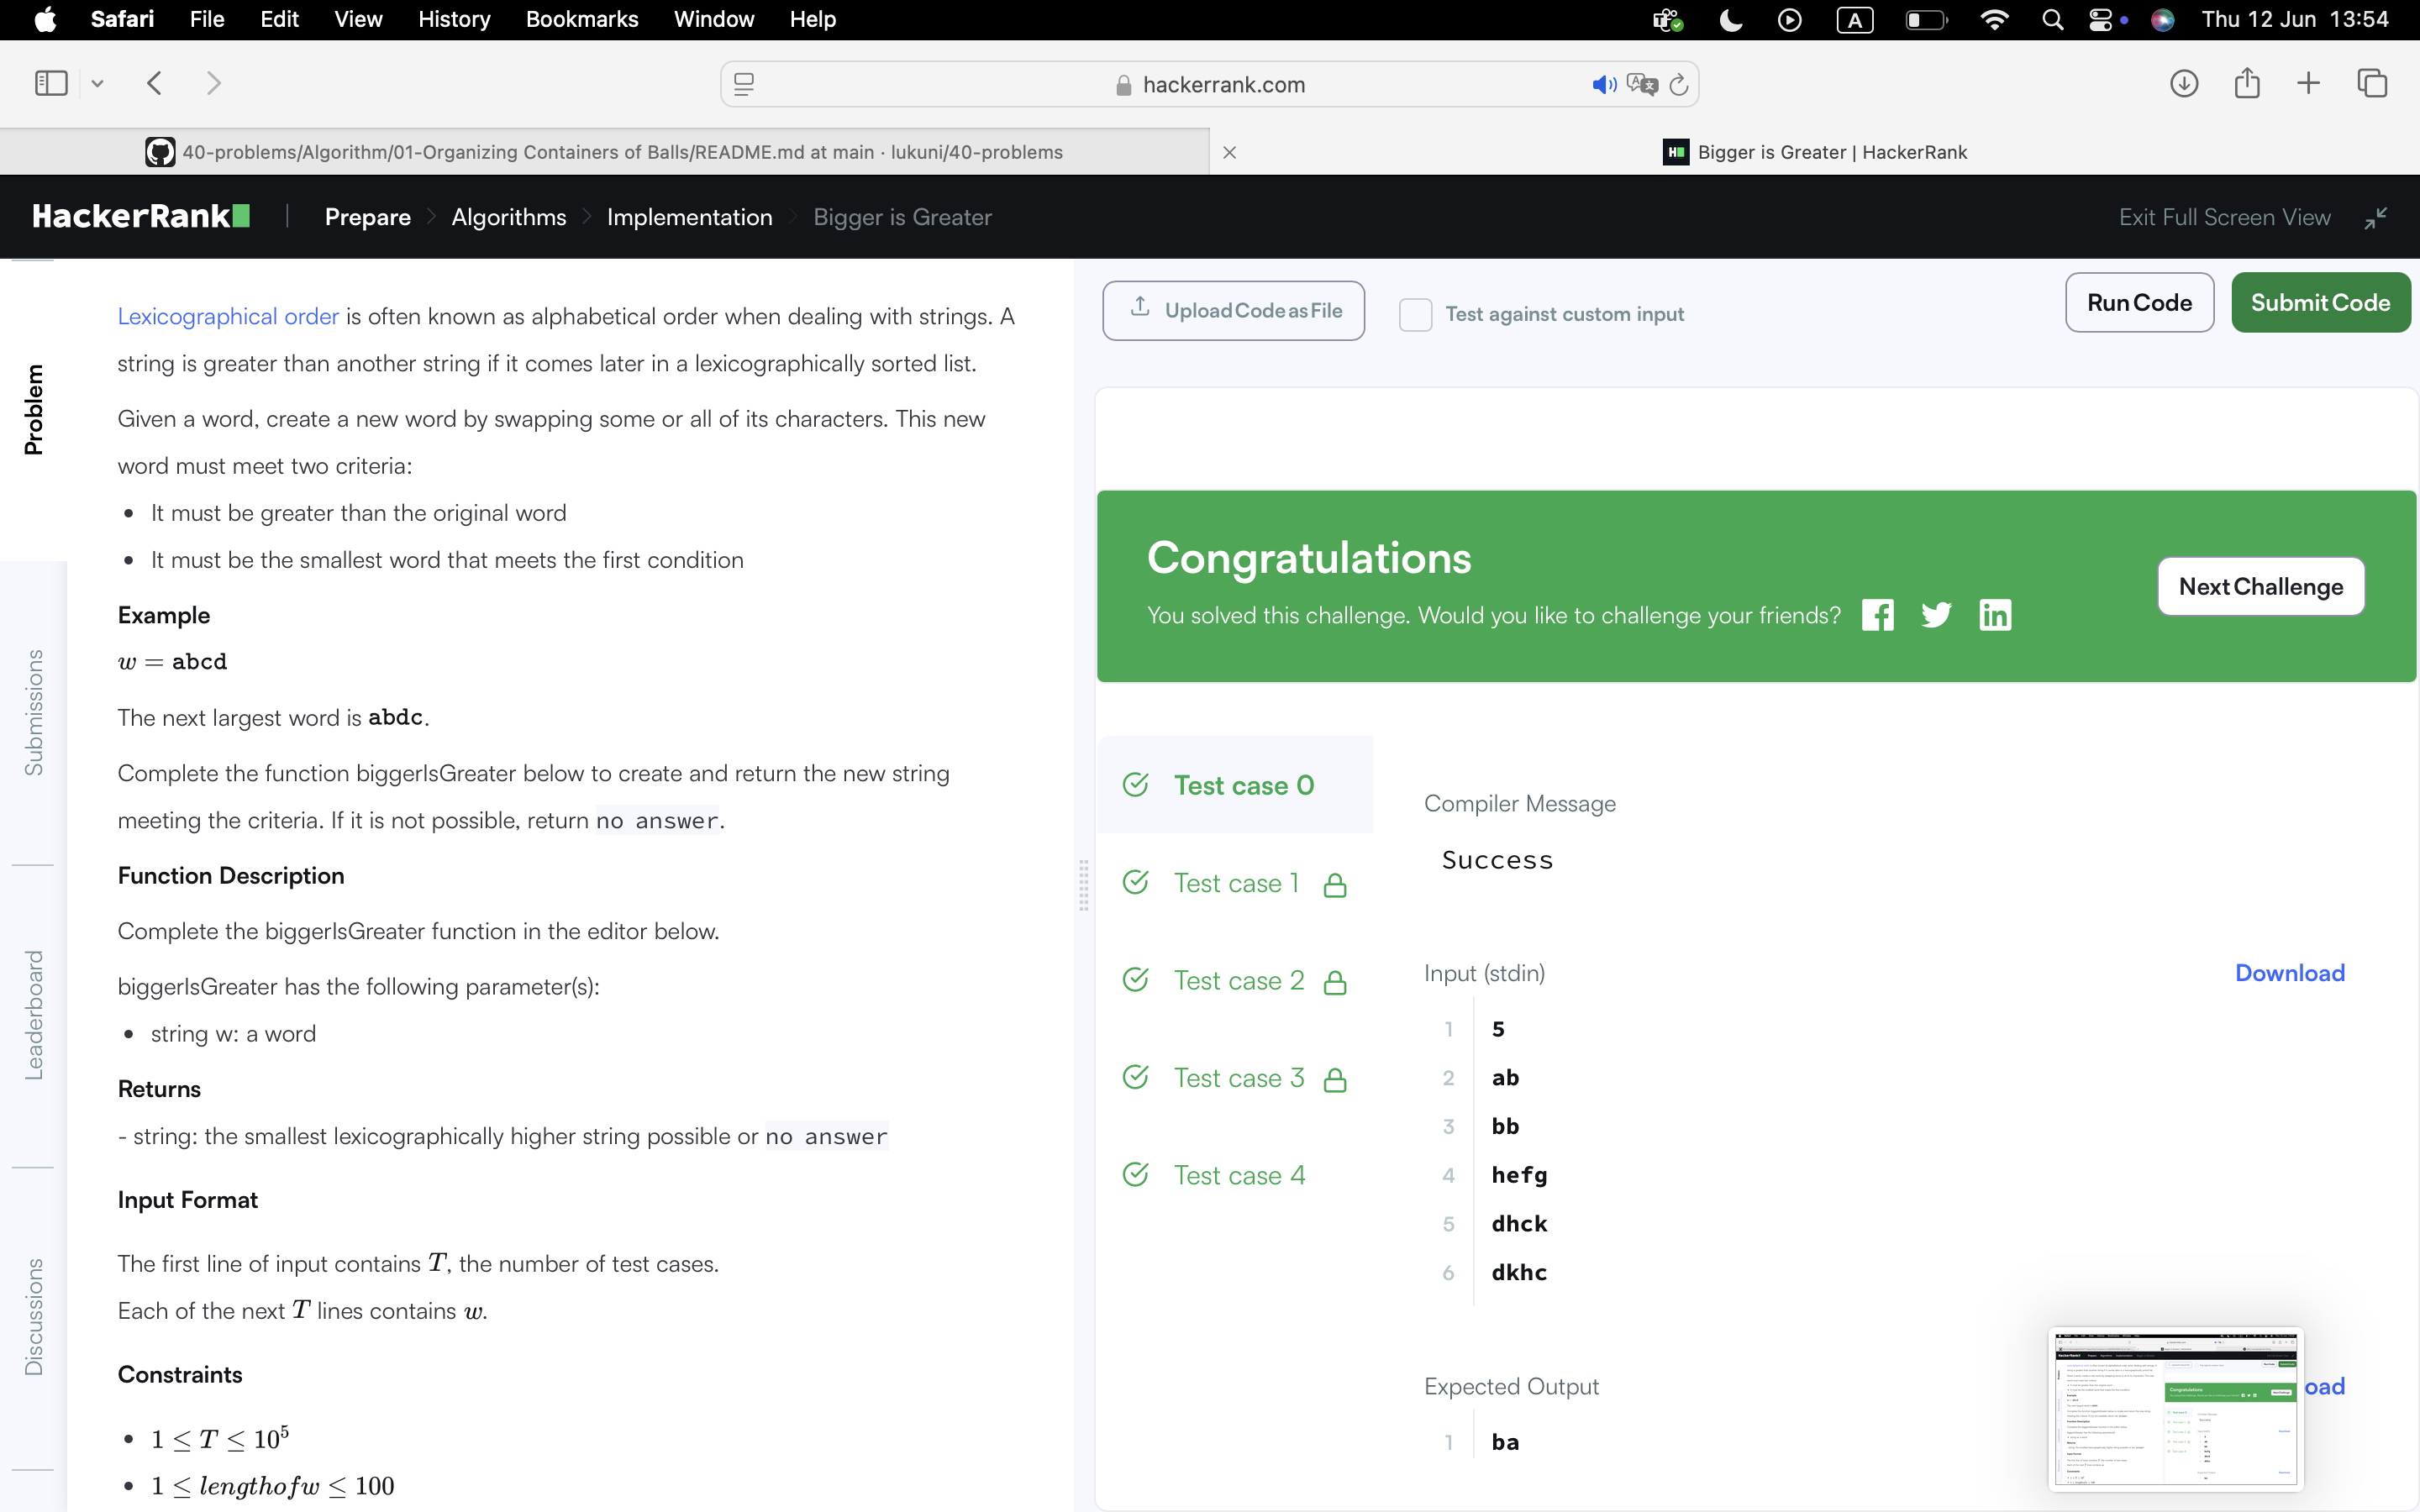 Safari File Edit View History Bookmarks Window Help A Thu 12 Jun 13:54
hackerrank.com
40-problems/Algorithm/01-Organizing Containers of Balls/README.md at main · lukuni/40-problems
Bigger is Greater | HackerRank
HackerRank Prepare Algorithms Implementation Bigger is Greater Exit Full Screen View
Problem
Submissions
Leaderboard
Discussions
Lexicographical order is often known as alphabetical order when dealing with strings. A
string is greater than another string if it comes later in a lexicographically sorted list.
Given a word, create a new word by swapping some or all of its characters. This new
word must meet two criteria:
• It must be greater than the original word
• It must be the smallest word that meets the first condition
Example
w = abcd
The next largest word is abdc.
Complete the function biggerIsGreater below to create and return the new string
meeting the criteria. If it is not possible, return no answer.
Function Description
Complete the biggerIsGreater function in the editor below.
biggerIsGreater has the following parameter(s):
• string w: a word
Returns
- string: the smallest lexicographically higher string possible or no answer
Input Format
The first line of input contains T, the number of test cases.
Each of the next T lines contains w.
Constraints
• 1 ≤ T ≤ 10⁵
• 1 ≤ lengthofw ≤ 100
Upload Code as File
Test against custom input
Run Code
Submit Code
Congratulations
You solved this challenge. Would you like to challenge your friends?
Next Challenge
Test case 0
Test case 1
Test case 2
Test case 3
Test case 4
Compiler Message
Success
Input (stdin)
Download
1 5
2 ab
3 bb
4 hefg
5 dhck
6 dkhc
Expected Output
oad
1 ba